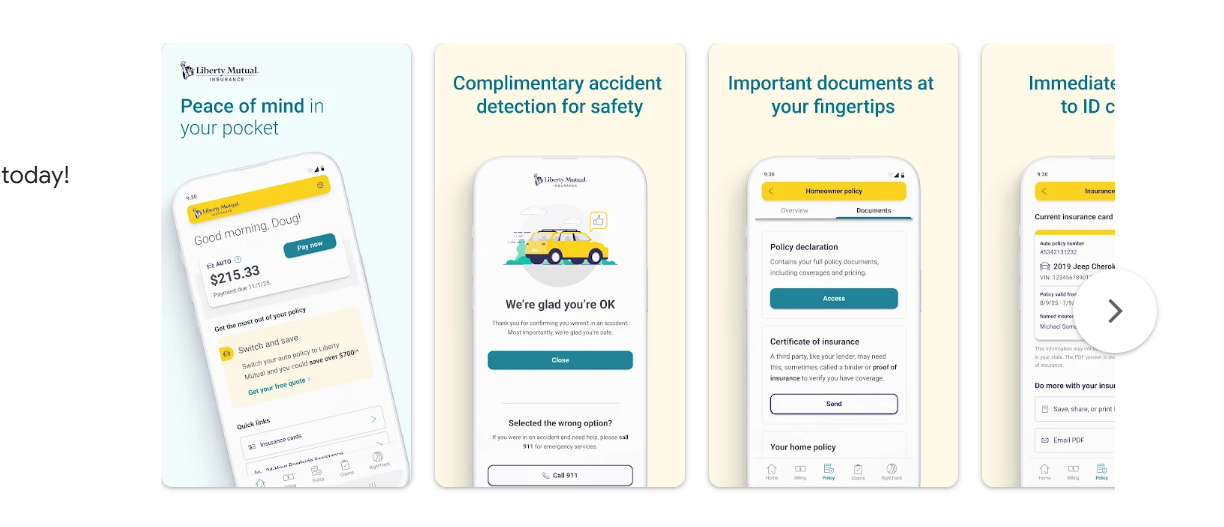 today!
Liberty Mutual.
INSURANCE
Peace of mind in
your pocket
9:30
Liberty Mutual.
INSURANCE
Good morning, Doug!
AUTO
Pay now
$215.33
Payment due 11/1/25
Get the most out of your policy
Switch and save
Switch your auto policy to Liberty
Mutual and you could save over $700
Get your free quote
Quick links
Insurance cards
24-Hour Roadside Assistance
Policy
Claims
RightTrack
Complimentary accident
detection for safety
Liberty Mutual.
INSURANCE
We're glad you're OK
Thank you for confirming you weren't in an accident.
Most importantly, we're glad you're safe.
Close
Selected the wrong option?
If you were in an accident and need help, please call
911 for emergency services.
Call 911
Important documents at
your fingertips
9:30
Homeowner policy
Overview Documents
Policy declaration
Contains your full policy documents,
including coverages and pricing.
Access
Certificate of insurance
A third party, like your lender, may need
this, sometimes called a binder or proof of
insurance to verify you have coverage.
Send
Your home policy
Home Billing Policy Claims RightTrack
Immediate
to ID c
9:30
Insurance
Current insurance card
Auto policy number
#5342131232
2019 Jeep Cherok
VIN: 1234567890
Policy valid from
8/9/25 - 7/9
Named insured
Michael
This information may not
in your state. The PDF version is
of insurance.
Do more with your insur
Save, share, or print
Email PDF
Home Billing Policy